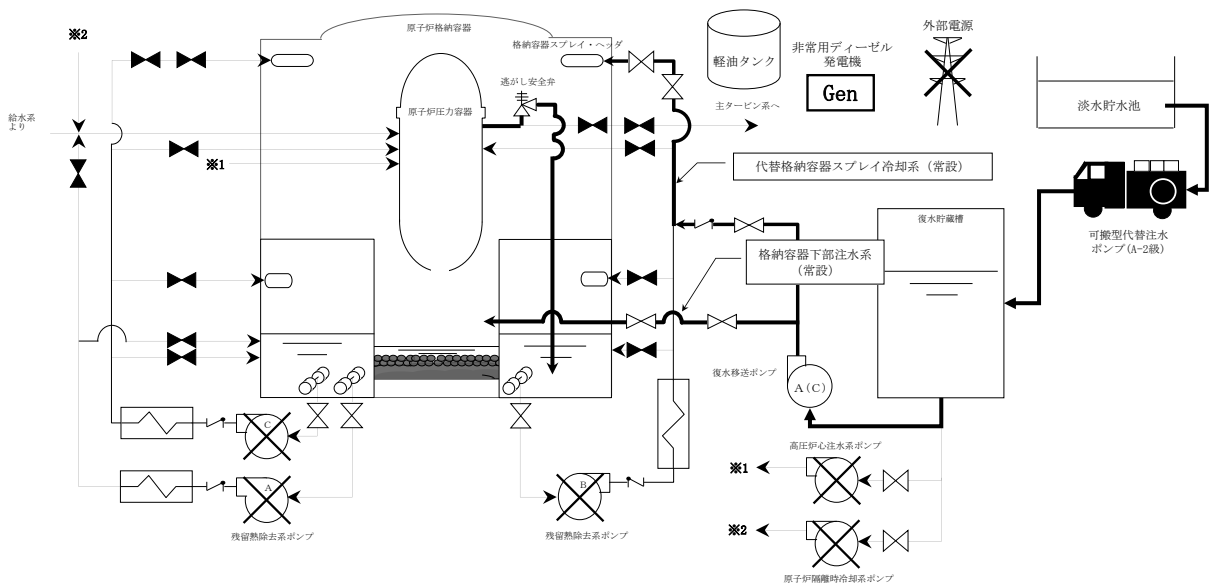 ※2
原子炉格納容器
格納容器スプレイ・ヘッダ
軽油タンク
非常用ディーゼル
発電機
Gen
外部電源
淡水貯水池
逃がし安全弁
原子炉圧力容器
主タービン系へ
給水系
より
※1
代替格納容器スプレイ冷却系（常設）
復水貯蔵槽
可搬型代替注水
ポンプ(A-2級)
格納容器下部注水系
（常設）
復水移送ポンプ
A（C）
C
A
B
残留熱除去系ポンプ
残留熱除去系ポンプ
高圧炉心注水系ポンプ
※1
※2
原子炉隔離時冷却系ポンプ